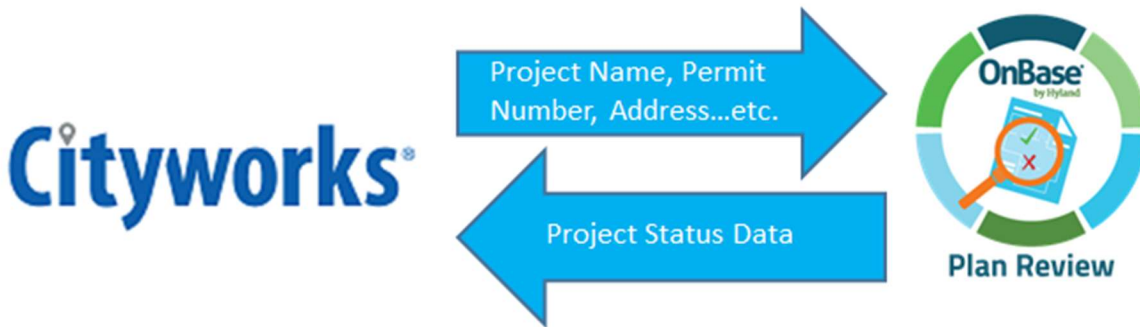 Cityworks®
Project Name, Permit
Number, Address...etc.
Project Status Data
OnBase®
by Hyland
Plan Review